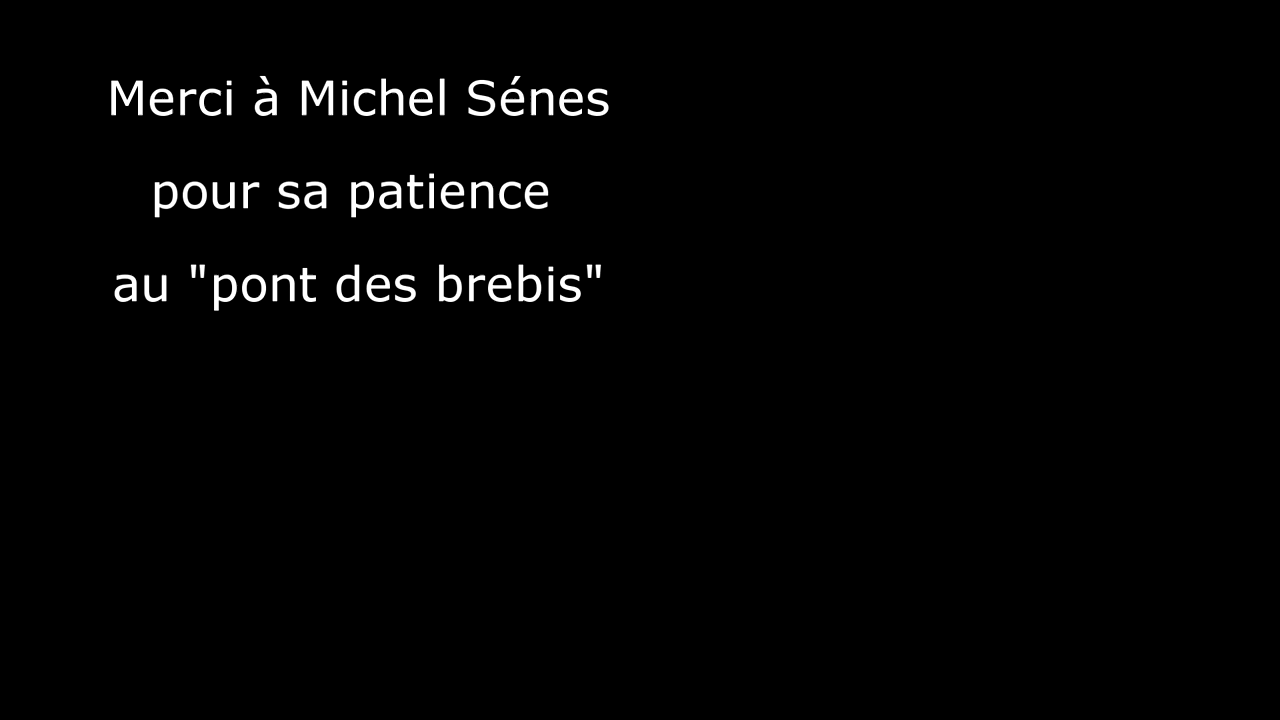 Merci à Michel Sénes
pour sa patience
au "pont des brebis"